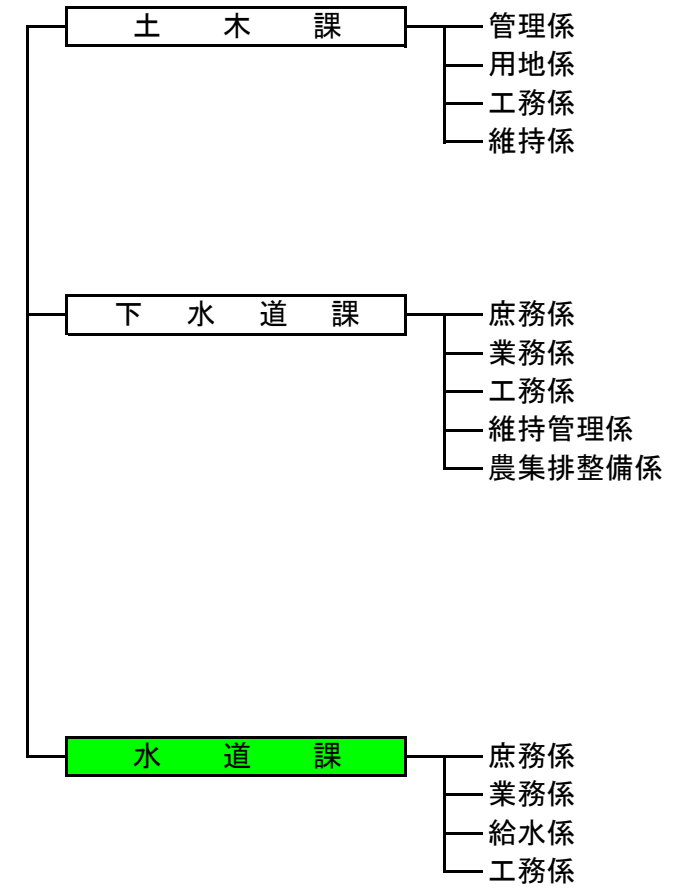 土木課
管理係
用地係
工務係
維持係
下水道課
庶務係
業務係
工務係
維持管理係
農集排整備係
水道課
庶務係
業務係
給水係
工務係